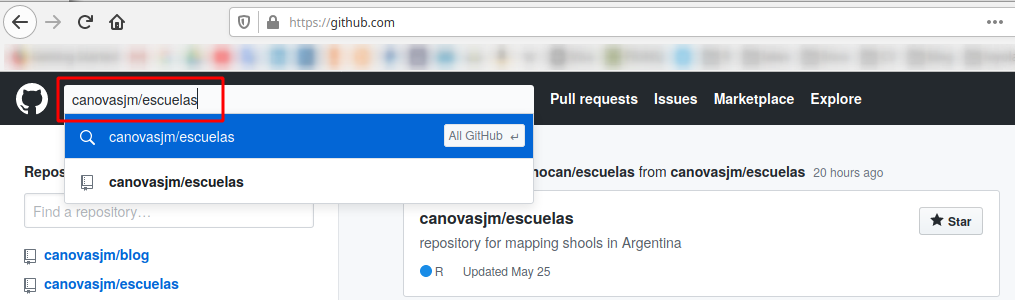 https://github.com
canovasjm/escuelas
Pull requests Issues Marketplace Explore
canovasjm/escuelas All GitHub ↵
canovasjm/escuelas
Repos
ocan/escuelas from canovasjm/escuelas 20 hours ago
Find a repository…
canovasjm/escuelas
Star
repository for mapping shools in Argentina
canovasjm/blog
R Updated May 25
canovasjm/escuelas